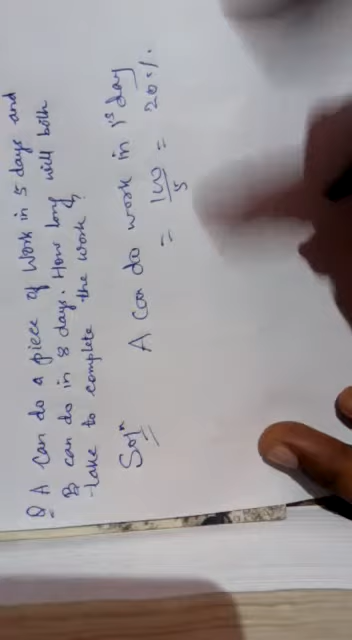 Q A can do a piece of work in 5 days and
B can do in 8 days. How long will both
take to complete the work?
Solⁿ A can do work in 1st day
= 100/5 = 20%.